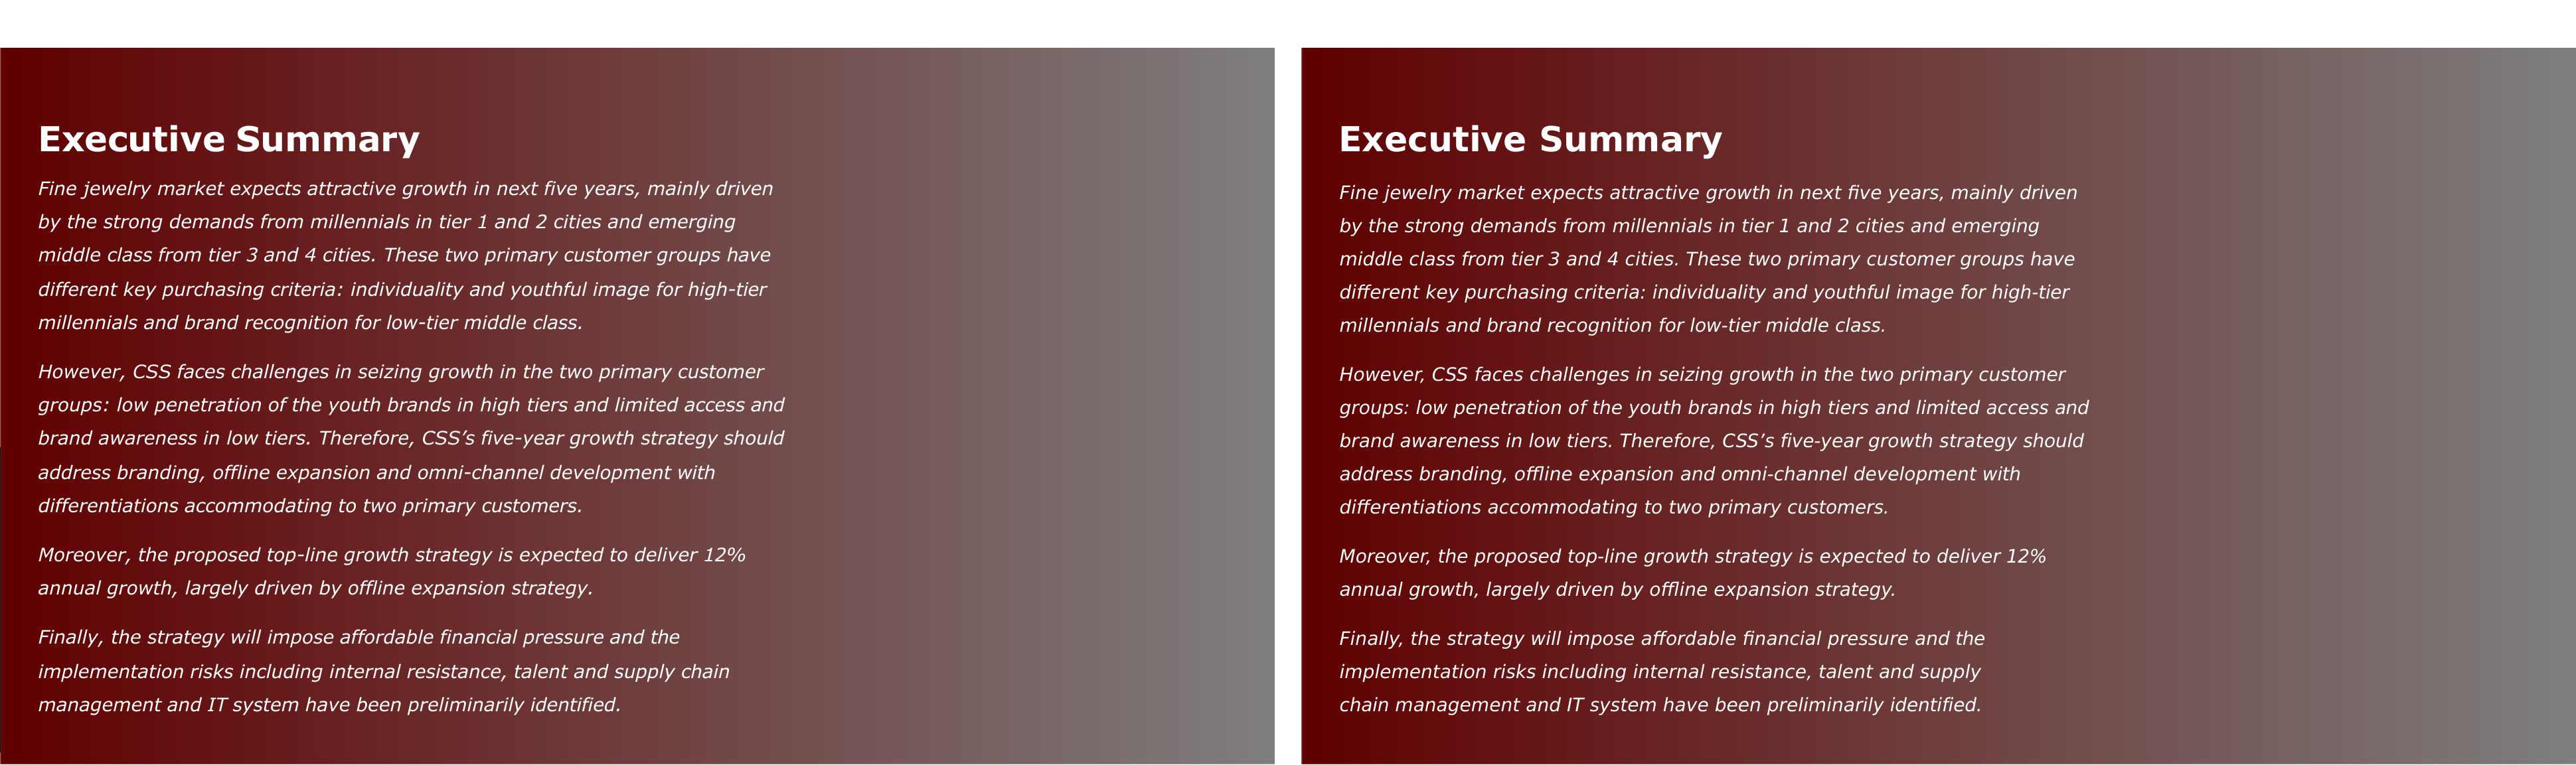 Executive Summary
Fine jewelry market expects attractive growth in next five years, mainly driven
by the strong demands from millennials in tier 1 and 2 cities and emerging
middle class from tier 3 and 4 cities. These two primary customer groups have
different key purchasing criteria: individuality and youthful image for high-tier
millennials and brand recognition for low-tier middle class.
However, CSS faces challenges in seizing growth in the two primary customer
groups: low penetration of the youth brands in high tiers and limited access and
brand awareness in low tiers. Therefore, CSS’s five-year growth strategy should
address branding, offline expansion and omni-channel development with
differentiations accommodating to two primary customers.
Moreover, the proposed top-line growth strategy is expected to deliver 12%
annual growth, largely driven by offline expansion strategy.
Finally, the strategy will impose affordable financial pressure and the
implementation risks including internal resistance, talent and supply chain
management and IT system have been preliminarily identified.
Executive Summary
Fine jewelry market expects attractive growth in next five years, mainly driven
by the strong demands from millennials in tier 1 and 2 cities and emerging
middle class from tier 3 and 4 cities. These two primary customer groups have
different key purchasing criteria: individuality and youthful image for high-tier
millennials and brand recognition for low-tier middle class.
However, CSS faces challenges in seizing growth in the two primary customer
groups: low penetration of the youth brands in high tiers and limited access and
brand awareness in low tiers. Therefore, CSS’s five-year growth strategy should
address branding, offline expansion and omni-channel development with
differentiations accommodating to two primary customers.
Moreover, the proposed top-line growth strategy is expected to deliver 12%
annual growth, largely driven by offline expansion strategy.
Finally, the strategy will impose affordable financial pressure and the
implementation risks including internal resistance, talent and supply
chain management and IT system have been preliminarily identified.